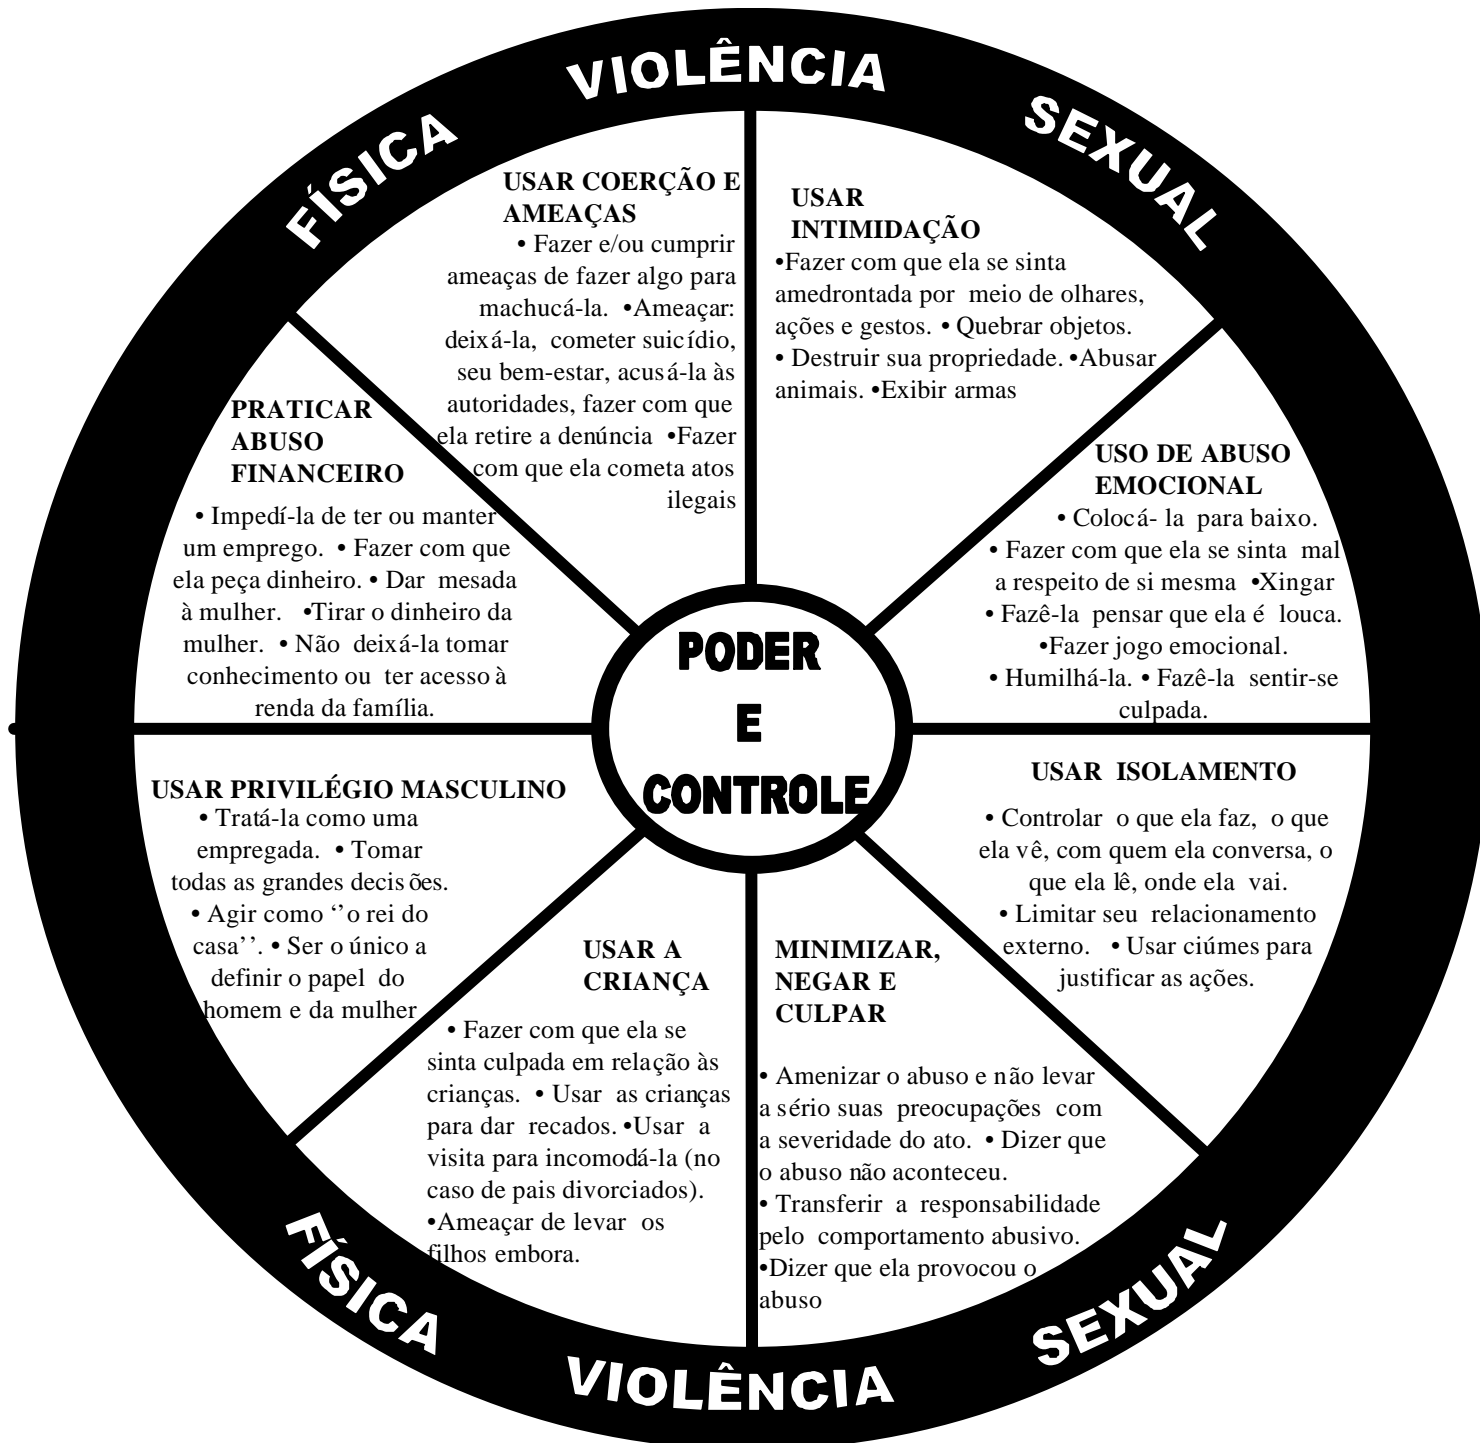 FÍSICA VIOLÊNCIA SEXUAL
USAR COERÇÃO E
AMEAÇAS
• Fazer e/ou cumprir
ameaças de fazer algo para
machucá-la. •Ameaçar:
deixá-la, cometer suicídio,
seu bem-estar, acusá-la às
autoridades, fazer com que
ela retire a denúncia •Fazer
com que ela cometa atos
ilegais
USAR
INTIMIDAÇÃO
•Fazer com que ela se sinta
amedrontada por meio de olhares,
ações e gestos. • Quebrar objetos.
• Destruir sua propriedade. •Abusar
animais. •Exibir armas
PRATICAR
ABUSO
FINANCEIRO
• Impedí-la de ter ou manter
um emprego. • Fazer com que
ela peça dinheiro. • Dar mesada
à mulher. •Tirar o dinheiro da
mulher. • Não deixá-la tomar
conhecimento ou ter acesso à
renda da família.
USO DE ABUSO
EMOCIONAL
• Colocá- la para baixo.
• Fazer com que ela se sinta mal
a respeito de si mesma •Xingar
• Fazê-la pensar que ela é louca.
•Fazer jogo emocional.
• Humilhá-la. • Fazê-la sentir-se
culpada.
PODER
E
CONTROLE
USAR PRIVILÉGIO MASCULINO
• Tratá-la como uma
empregada. • Tomar
todas as grandes decisões.
• Agir como ‘’o rei do
casa’’. • Ser o único a
definir o papel do
homem e da mulher
USAR ISOLAMENTO
• Controlar o que ela faz, o que
ela vê, com quem ela conversa, o
que ela lê, onde ela vai.
• Limitar seu relacionamento
externo. • Usar ciúmes para
justificar as ações.
USAR A
CRIANÇA
• Fazer com que ela se
sinta culpada em relação às
crianças. • Usar as crianças
para dar recados. •Usar a
visita para incomodá-la (no
caso de pais divorciados).
•Ameaçar de levar os
filhos embora.
MINIMIZAR,
NEGAR E
CULPAR
• Amenizar o abuso e não levar
a sério suas preocupações com
a severidade do ato. • Dizer que
o abuso não aconteceu.
• Transferir a responsabilidade
pelo comportamento abusivo.
•Dizer que ela provocou o
abuso
FÍSICA VIOLÊNCIA SEXUAL